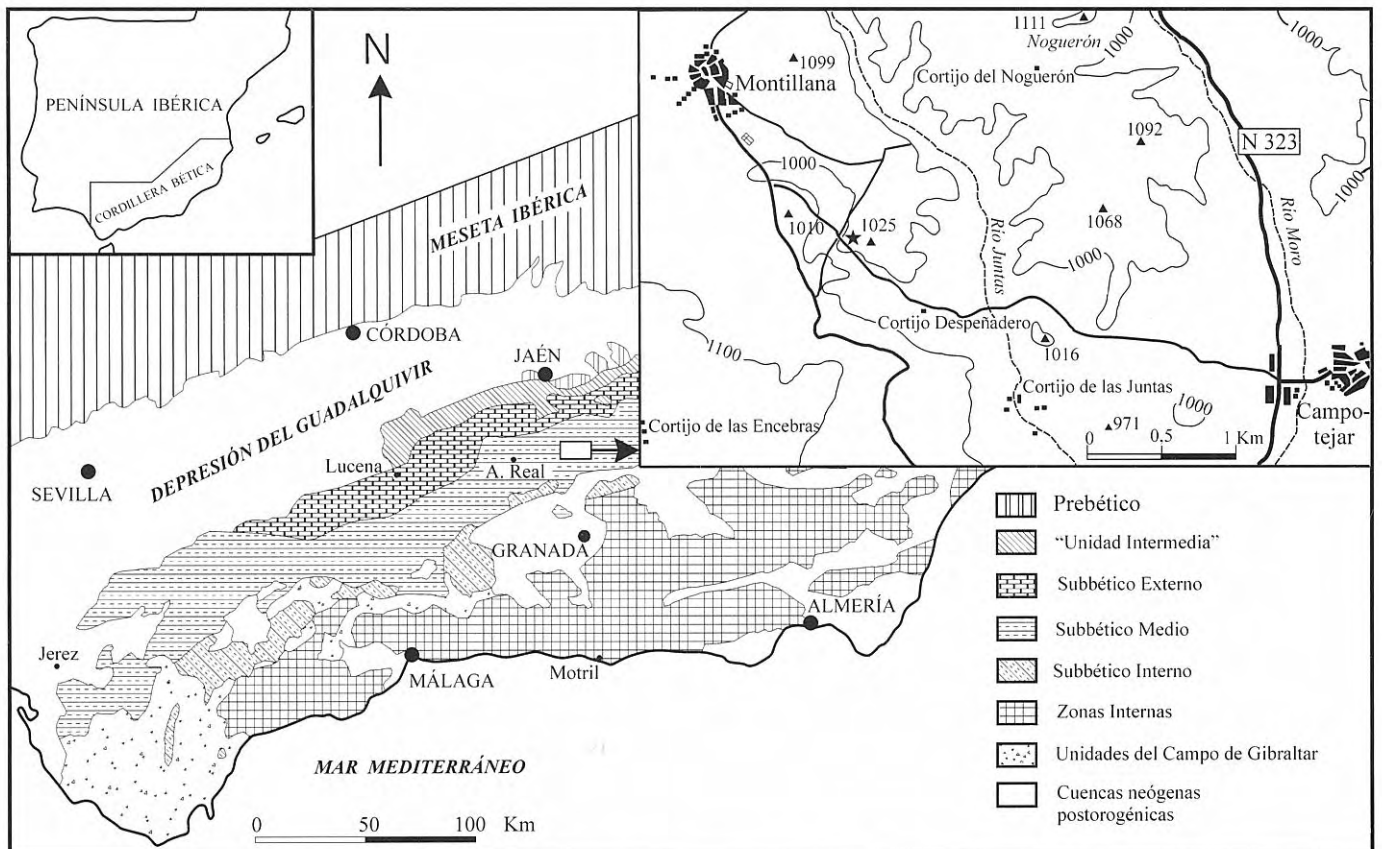 PENÍNSULA IBÉRICA
CORDILLERA BÉTICA
N
MESETA IBÉRICA
CÓRDOBA
JAÉN
DEPRESIÓN DEL GUADALQUIVIR
SEVILLA
Lucena
A. Real
GRANADA
ALMERÍA
Jerez
MÁLAGA
Motril
MAR MEDITERRÁNEO
0 50 100 Km
1111
Noguerón
1000
1000
1099
Montillana
Cortijo del Noguerón
1092
N 323
1000
1000
1010
1025
1068
Rio Juntas
Rio Moro
1000
Cortijo Despeñadero
1016
1100
Cortijo de las Juntas
1000
Cortijo de las Encebras
971
0 0,5 1 Km
Campo-
tejar
Prebético
“Unidad Intermedia”
Subbético Externo
Subbético Medio
Subbético Interno
Zonas Internas
Unidades del Campo de Gibraltar
Cuencas neógenas
postorogénicas